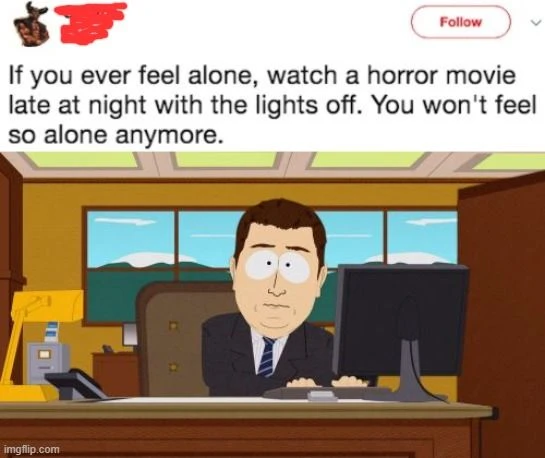 Follow
If you ever feel alone, watch a horror movie
late at night with the lights off. You won't feel
so alone anymore.
imgflip.com